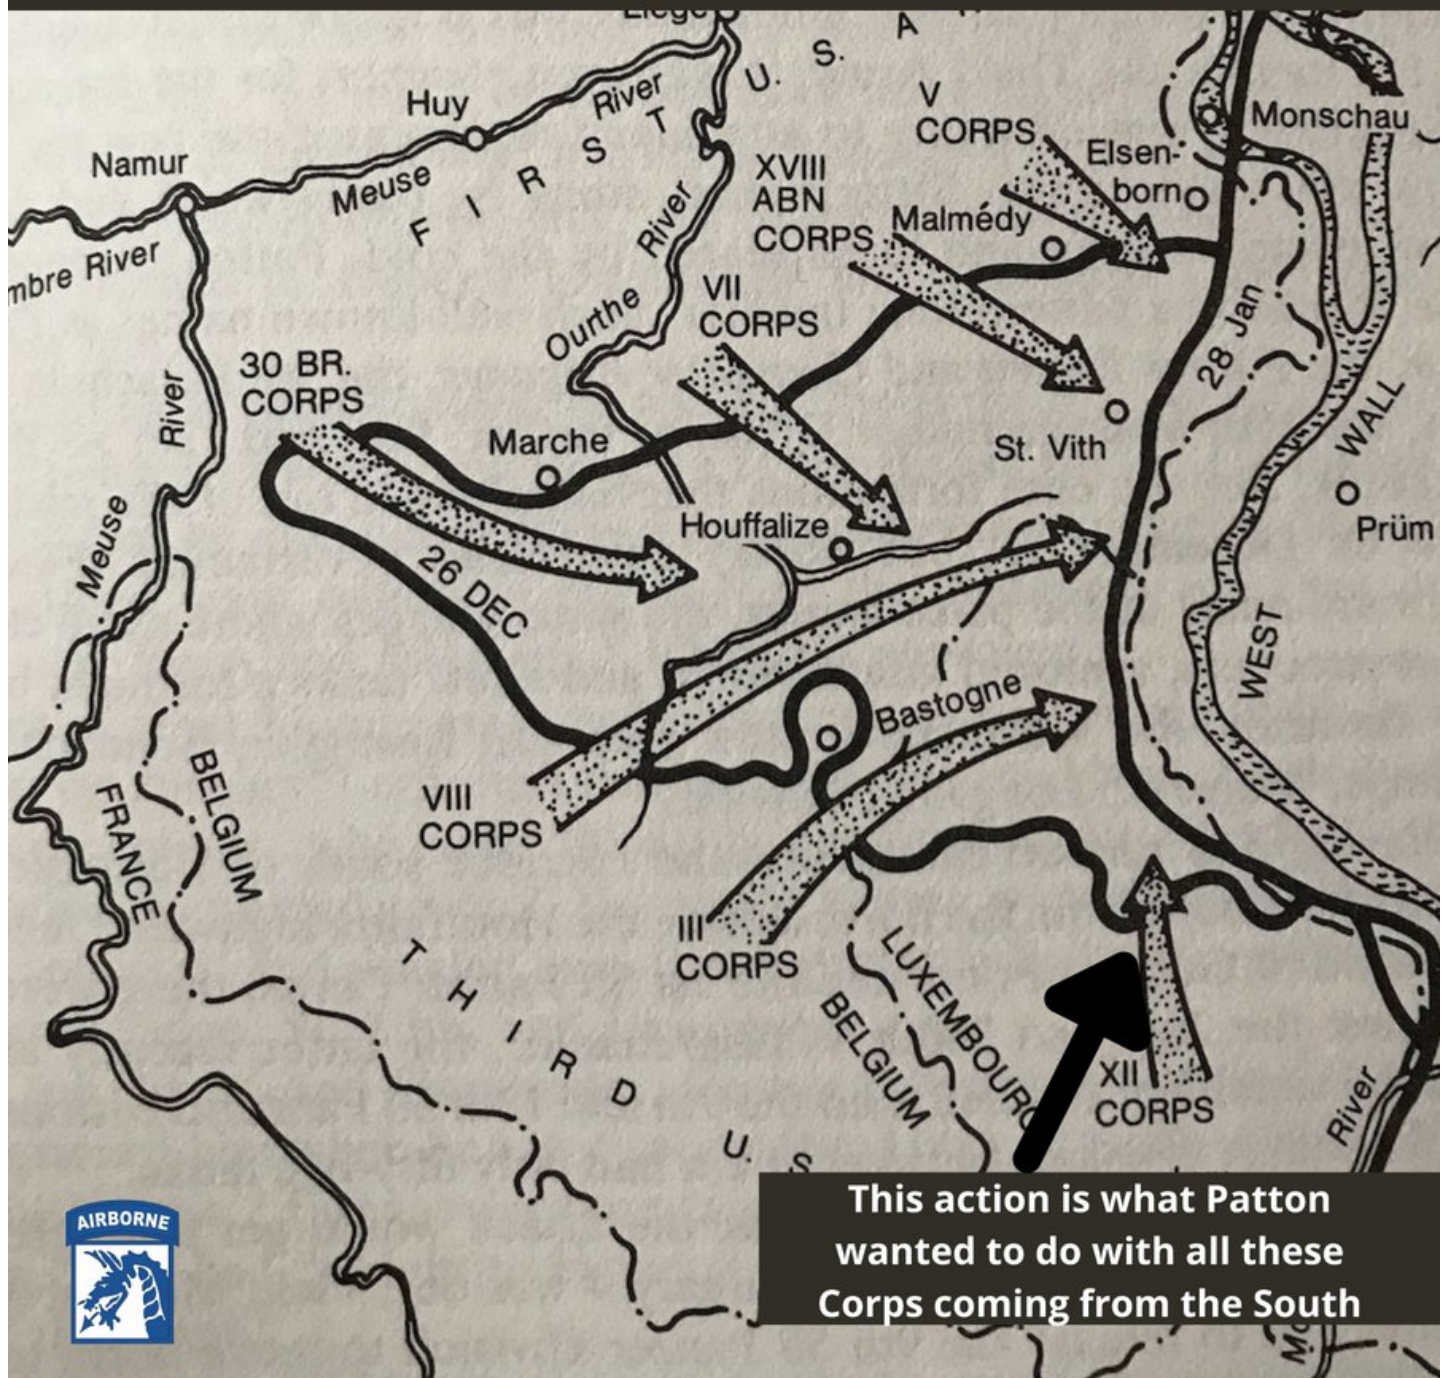 Liège
U. S. A
V
CORPS
Monschau
Huy
River
FIRST
Elsen-
born
Namur
Meuse
XVIII
ABN
CORPS
Malmédy
River
VII
CORPS
Ourthe
28 Jan
30 BR.
CORPS
River
Marche
St. Vith
WALL
Meuse
Houffalize
Prüm
26 DEC
WEST
Bastogne
BELGIUM
FRANCE
VIII
CORPS
III
CORPS
THIRD
LUXEMBOURG
BELGIUM
XII
CORPS
River
U. S
This action is what Patton
wanted to do with all these
Corps coming from the South
AIRBORNE